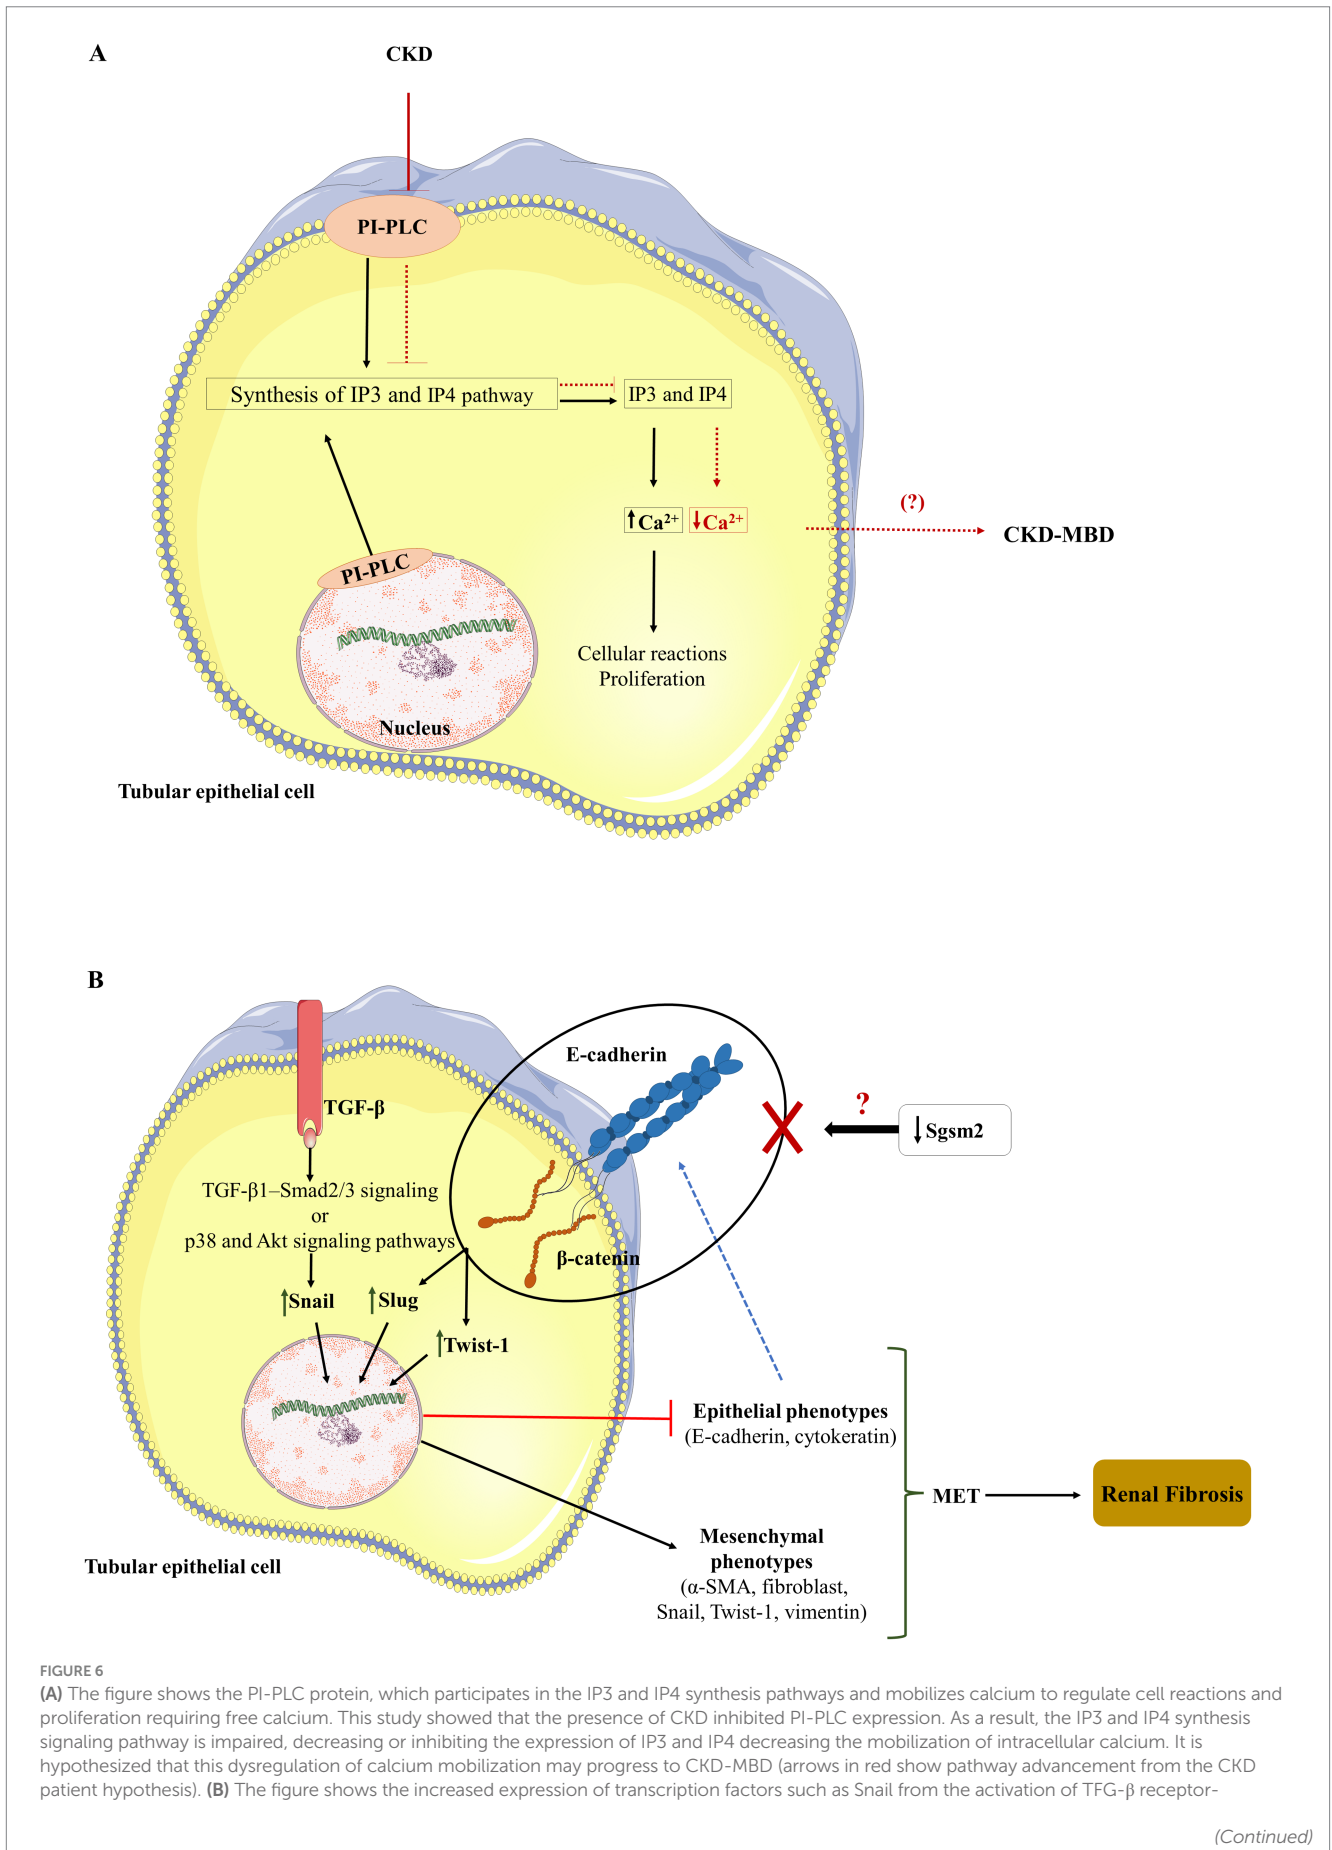 A
CKD
PI-PLC
Synthesis of IP3 and IP4 pathway
IP3 and IP4
↑Ca²⁺
↓Ca²⁺
(?)
CKD-MBD
PI-PLC
Cellular reactions
Proliferation
Nucleus
Tubular epithelial cell
B
E-cadherin
TGF-β
?
↓Sgsm2
TGF-β1–Smad2/3 signaling
or
p38 and Akt signaling pathways
β-catenin
↑Snail
↑Slug
↑Twist-1
Epithelial phenotypes
(E-cadherin, cytokeratin)
MET
Renal Fibrosis
Mesenchymal
phenotypes
(α-SMA, fibroblast,
Snail, Twist-1, vimentin)
Tubular epithelial cell
FIGURE 6
(A) The figure shows the PI-PLC protein, which participates in the IP3 and IP4 synthesis pathways and mobilizes calcium to regulate cell reactions and
proliferation requiring free calcium. This study showed that the presence of CKD inhibited PI-PLC expression. As a result, the IP3 and IP4 synthesis
signaling pathway is impaired, decreasing or inhibiting the expression of IP3 and IP4 decreasing the mobilization of intracellular calcium. It is
hypothesized that this dysregulation of calcium mobilization may progress to CKD-MBD (arrows in red show pathway advancement from the CKD
patient hypothesis). (B) The figure shows the increased expression of transcription factors such as Snail from the activation of TFG-β receptor-
(Continued)